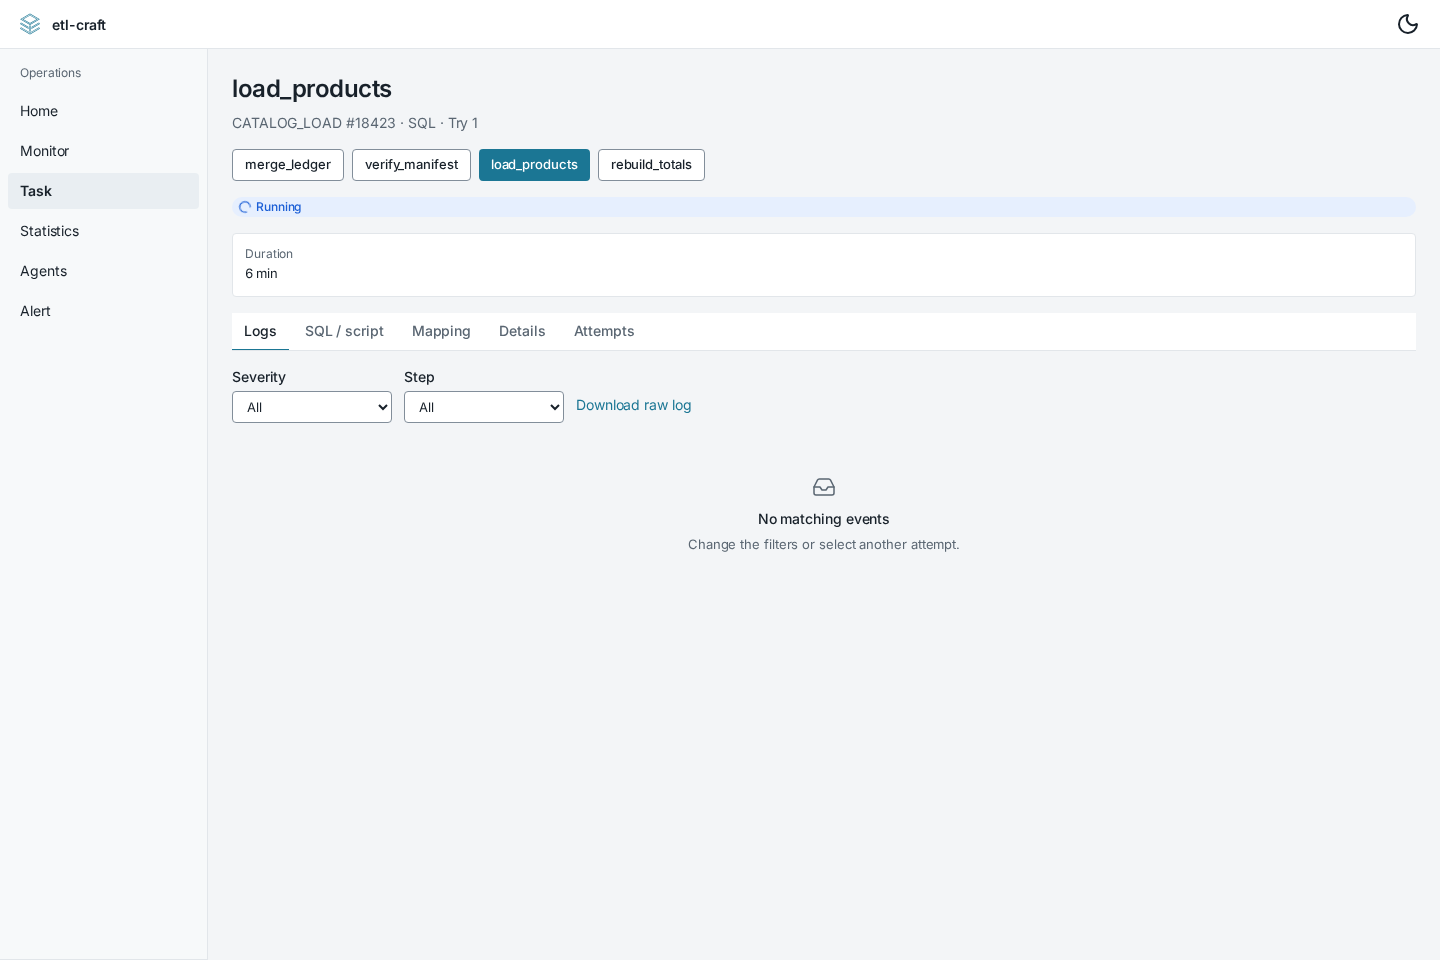 etl-craft
Operations
Home
Monitor
Task
Statistics
Agents
Alert
load_products
CATALOG_LOAD #18423 · SQL · Try 1
merge_ledger verify_manifest load_products rebuild_totals
Running
Duration
6 min
Logs SQL / script Mapping Details Attempts
Severity Step
All All Download raw log
No matching events
Change the filters or select another attempt.